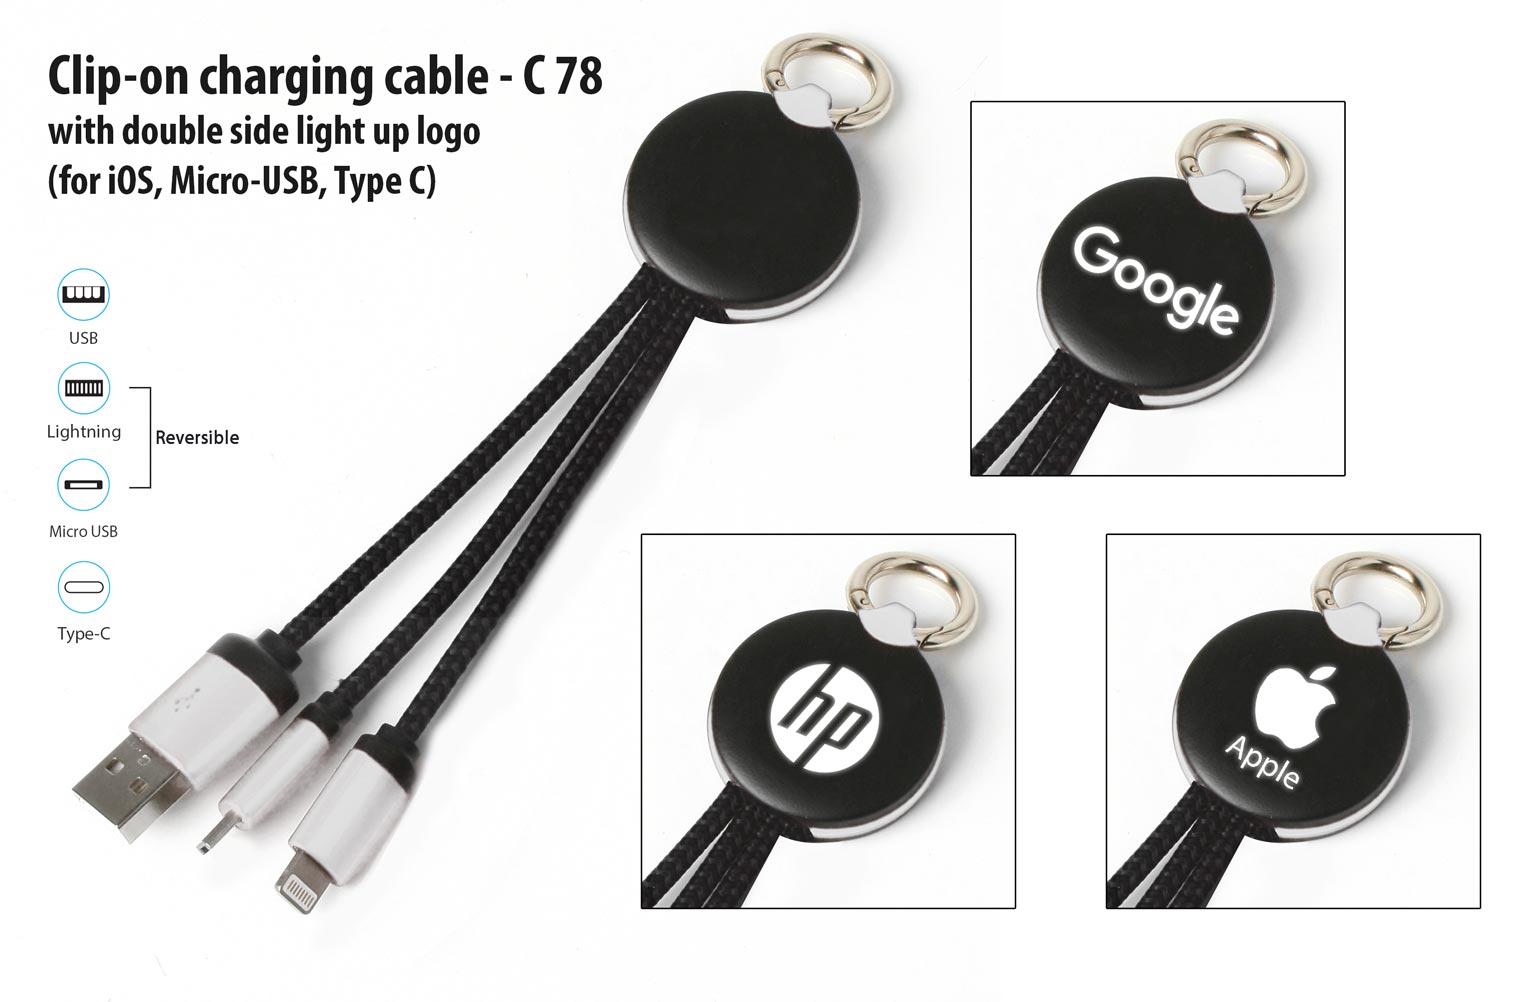 Clip-on charging cable - C 78
with double side light up logo
(for iOS, Micro-USB, Type C)
USB
Lightning
Reversible
Micro USB
Type-C
Google
hp
Apple